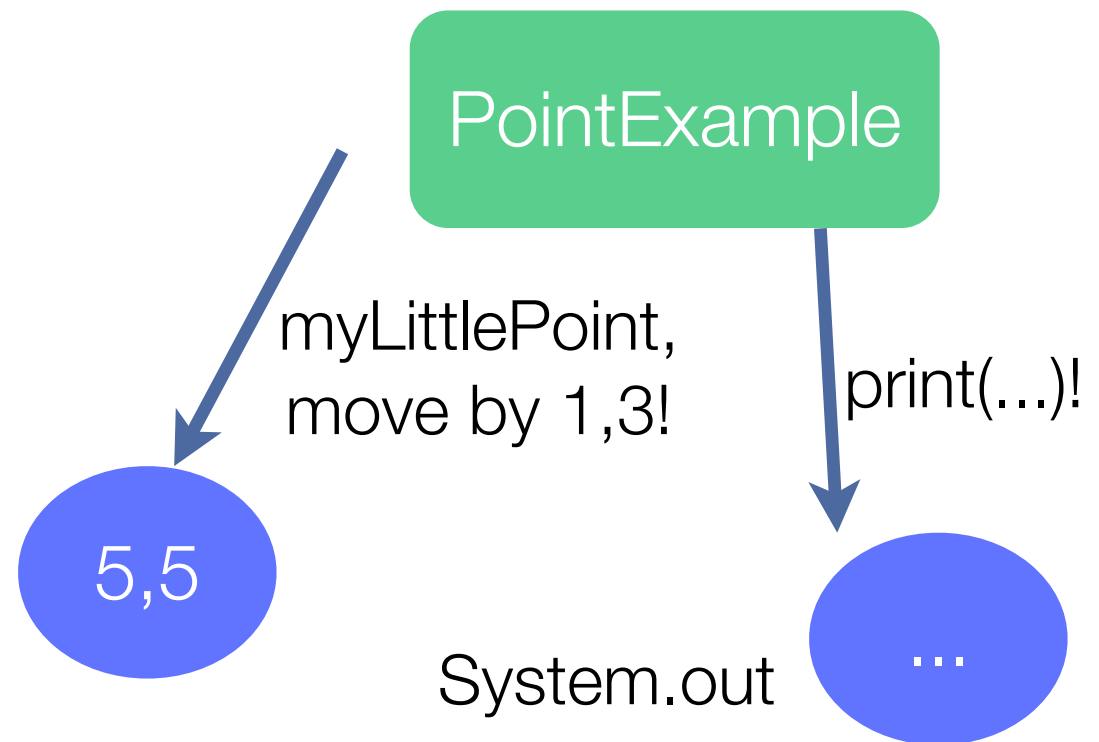 PointExample
myLittlePoint,
move by 1,3!
print(...)!
5,5
System.out
...